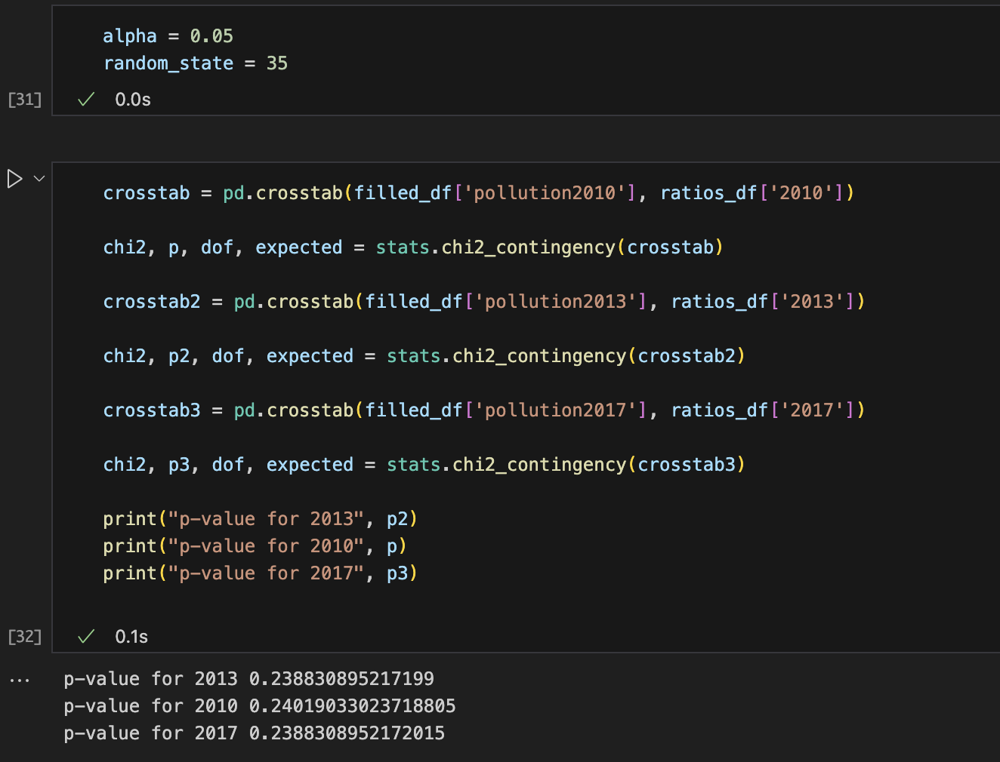 alpha = 0.05
random_state = 35
[31]
0.0s
crosstab = pd.crosstab(filled_df['pollution2010'], ratios_df['2010'])
chi2, p, dof, expected = stats.chi2_contingency(crosstab)
crosstab2 = pd.crosstab(filled_df['pollution2013'], ratios_df['2013'])
chi2, p2, dof, expected = stats.chi2_contingency(crosstab2)
crosstab3 = pd.crosstab(filled_df['pollution2017'], ratios_df['2017'])
chi2, p3, dof, expected = stats.chi2_contingency(crosstab3)
print("p-value for 2013", p2)
print("p-value for 2010", p)
print("p-value for 2017", p3)
[32]
0.1s
... p-value for 2013 0.238830895217199
p-value for 2010 0.24019033023718805
p-value for 2017 0.2388308952172015